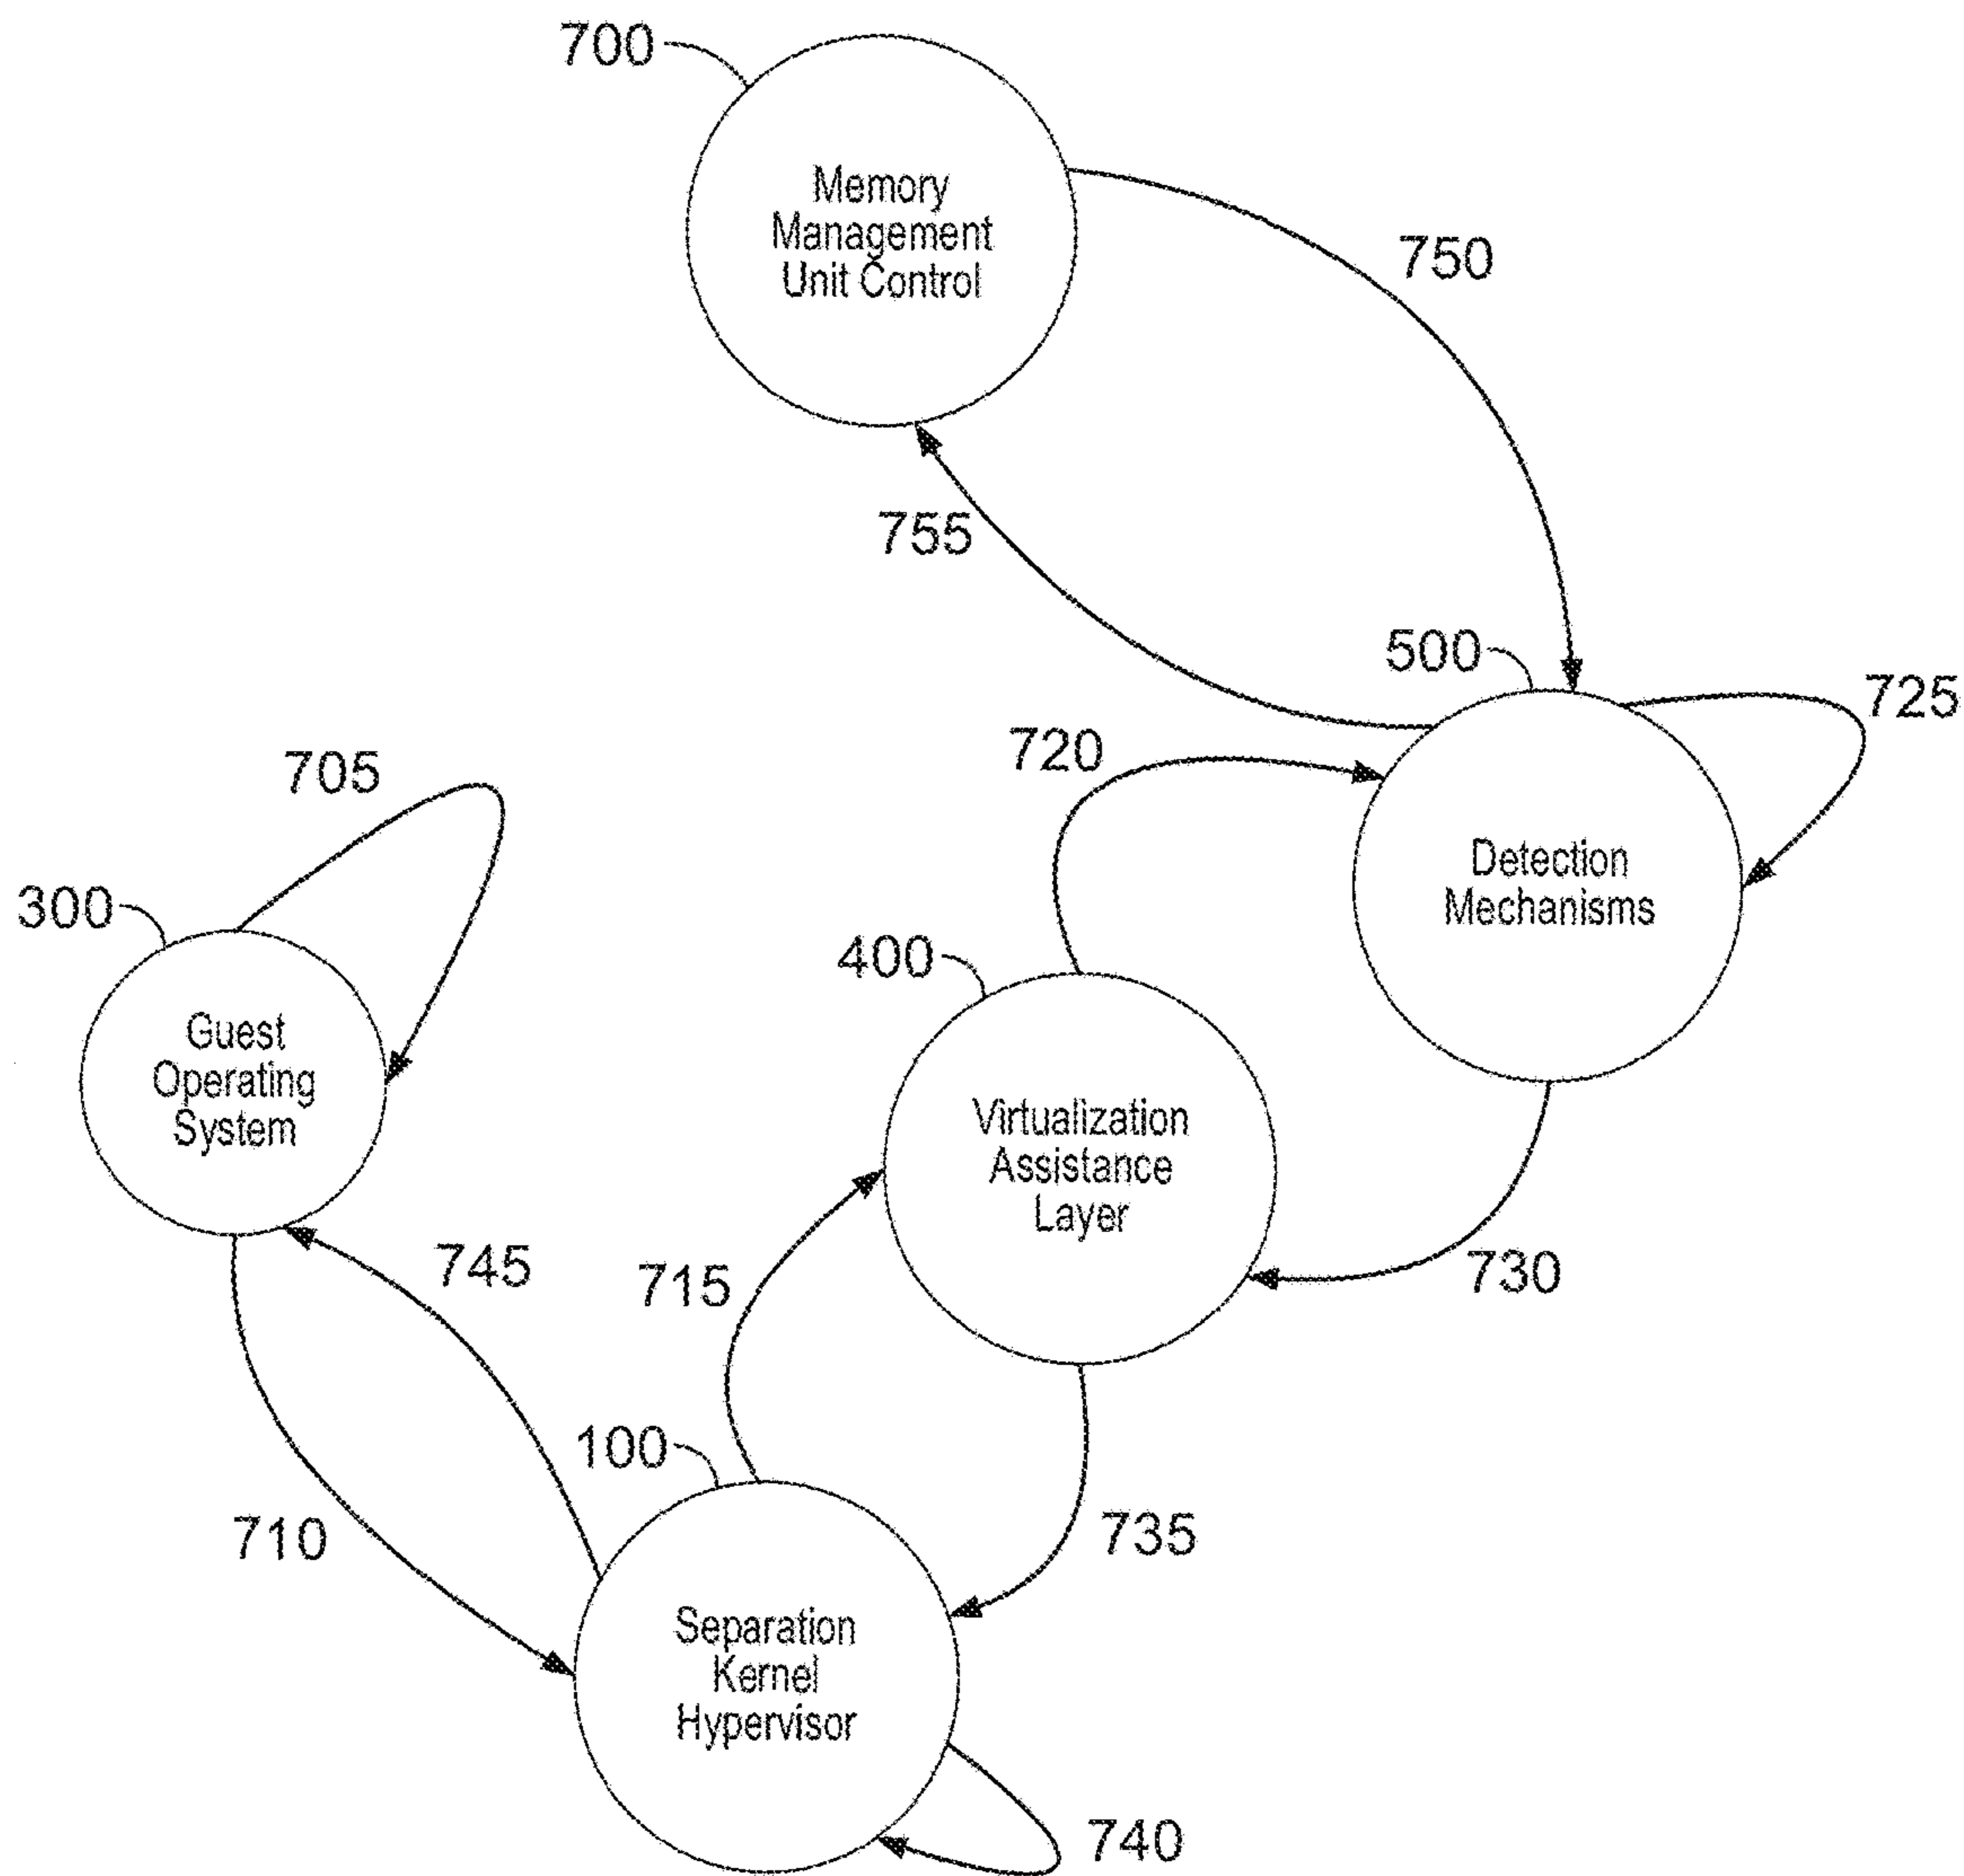 700
Memory
Management
Unit Control
750
755
500
725
720
705
Detection
Mechanisms
300
400
Guest
Operating
System
Virtualization
Assistance
Layer
745
715
730
100
710
735
Separation
Kernel
Hypervisor
740